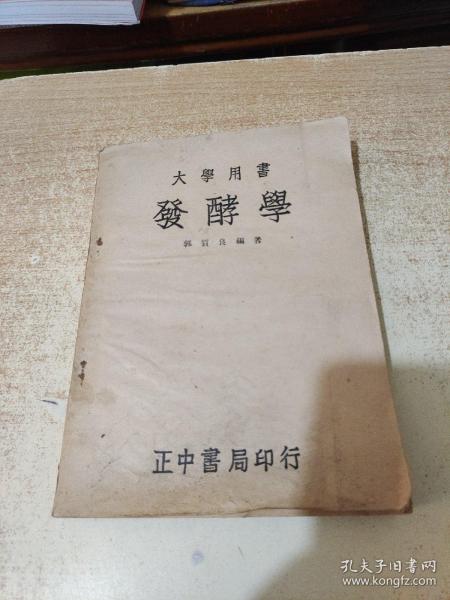 大學用書
發酵學
郭質良編著
正中書局印行
孔夫子旧书网
www.kongfz.com